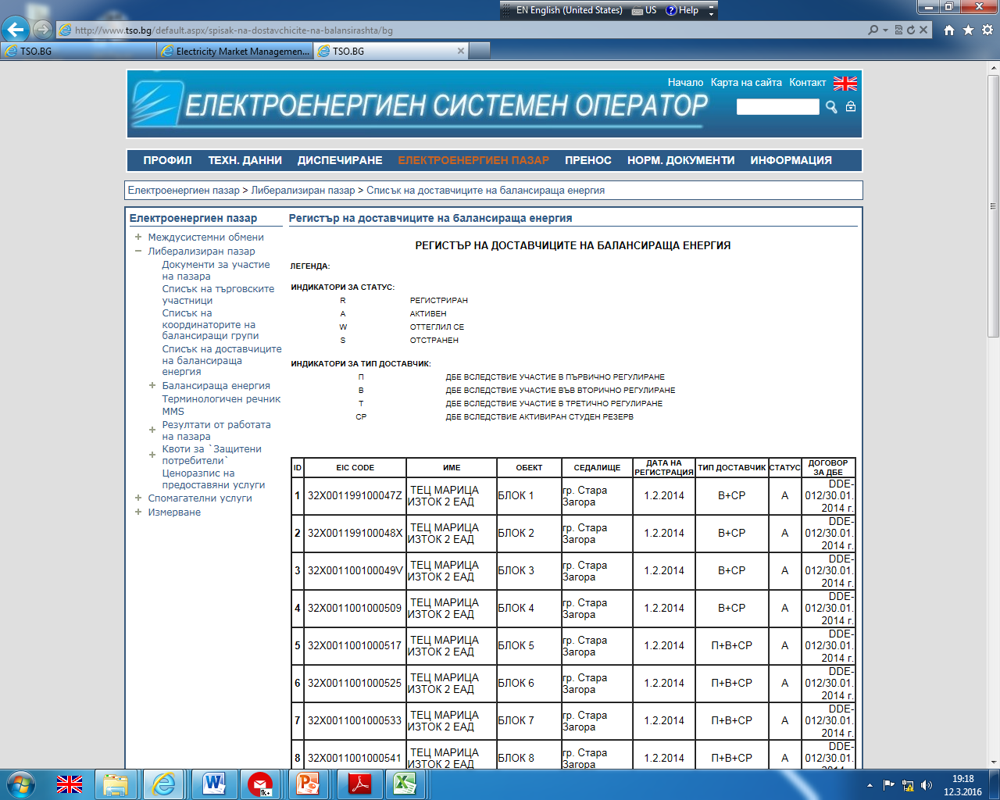 EN English (United States) US Help
http://www.tso.bg/default.aspx/spisak-na-dostavchicite-na-balansirashta/bg
TSO.BG
Electricity Market Managemen...
TSO.BG
Начало Карта на сайта Контакт
ЕЛЕКТРОЕНЕРГИЕН СИСТЕМЕН ОПЕРАТОР
ПРОФИЛ ТЕХН. ДАННИ ДИСПЕЧИРАНЕ ЕЛЕКТРОЕНЕРГИЕН ПАЗАР ПРЕНОС НОРМ. ДОКУМЕНТИ ИНФОРМАЦИЯ
Електроенергиен пазар > Либерализиран пазар > Списък на доставчиците на балансираща енергия
Електроенергиен пазар
Междусистемни обмени
Либерализиран пазар
Документи за участие
на пазара
Списък на търговските
участници
Списък на
координаторите на
балансиращи групи
Списък на доставчиците
на балансираща
енергия
Балансираща енергия
Терминологичен речник
MMS
Резултати от работата
на пазара
Квоти за `Защитени
потребители`
Ценоразпис на
предоставяни услуги
Спомагателни услуги
Измерване
Регистър на доставчиците на балансираща енергия
РЕГИСТЪР НА ДОСТАВЧИЦИТЕ НА БАЛАНСИРАЩА ЕНЕРГИЯ
ЛЕГЕНДА:
ИНДИКАТОРИ ЗА СТАТУС:
R РЕГИСТРИРАН
A АКТИВЕН
W ОТТЕГЛИЛ СЕ
S ОТСТРАНЕН
ИНДИКАТОРИ ЗА ТИП ДОСТАВЧИК:
П ДБЕ ВСЛЕДСТВИЕ УЧАСТИЕ В ПЪРВИЧНО РЕГУЛИРАНЕ
В ДБЕ ВСЛЕДСТВИЕ УЧАСТИЕ ВЪВ ВТОРИЧНО РЕГУЛИРАНЕ
Т ДБЕ ВСЛЕДСТВИЕ УЧАСТИЕ В ТРЕТИЧНО РЕГУЛИРАНЕ
СР ДБЕ ВСЛЕДСТВИЕ АКТИВИРАН СТУДЕН РЕЗЕРВ
ID EIC CODE ИМЕ ОБЕКТ СЕДАЛИЩЕ ДАТА НА РЕГИСТРАЦИЯ ТИП ДОСТАВЧИК СТАТУС ДОГОВОР ЗА ДБЕ
1 32X001199100047Z ТЕЦ МАРИЦА ИЗТОК 2 ЕАД БЛОК 1 гр. Стара Загора 1.2.2014 В+СР А DDE-012/30.01.2014 г.
2 32X001199100048X ТЕЦ МАРИЦА ИЗТОК 2 ЕАД БЛОК 2 гр. Стара Загора 1.2.2014 В+СР А DDE-012/30.01.2014 г.
3 32X001100100049V ТЕЦ МАРИЦА ИЗТОК 2 ЕАД БЛОК 3 гр. Стара Загора 1.2.2014 В+СР А DDE-012/30.01.2014 г.
4 32X0011001000509 ТЕЦ МАРИЦА ИЗТОК 2 ЕАД БЛОК 4 гр. Стара Загора 1.2.2014 В+СР А DDE-012/30.01.2014 г.
5 32X0011001000517 ТЕЦ МАРИЦА ИЗТОК 2 ЕАД БЛОК 5 гр. Стара Загора 1.2.2014 П+В+СР А DDE-012/30.01.2014 г.
6 32X0011001000525 ТЕЦ МАРИЦА ИЗТОК 2 ЕАД БЛОК 6 гр. Стара Загора 1.2.2014 П+В+СР А DDE-012/30.01.2014 г.
7 32X0011001000533 ТЕЦ МАРИЦА ИЗТОК 2 ЕАД БЛОК 7 гр. Стара Загора 1.2.2014 П+В+СР А DDE-012/30.01.2014 г.
8 32X0011001000541 ТЕЦ МАРИЦА ИЗТОК 2 ЕАД БЛОК 8 гр. Стара Загора 1.2.2014 П+В+СР А DDE-012/30.01.2014 г.
1k+
19:18
12.3.2016